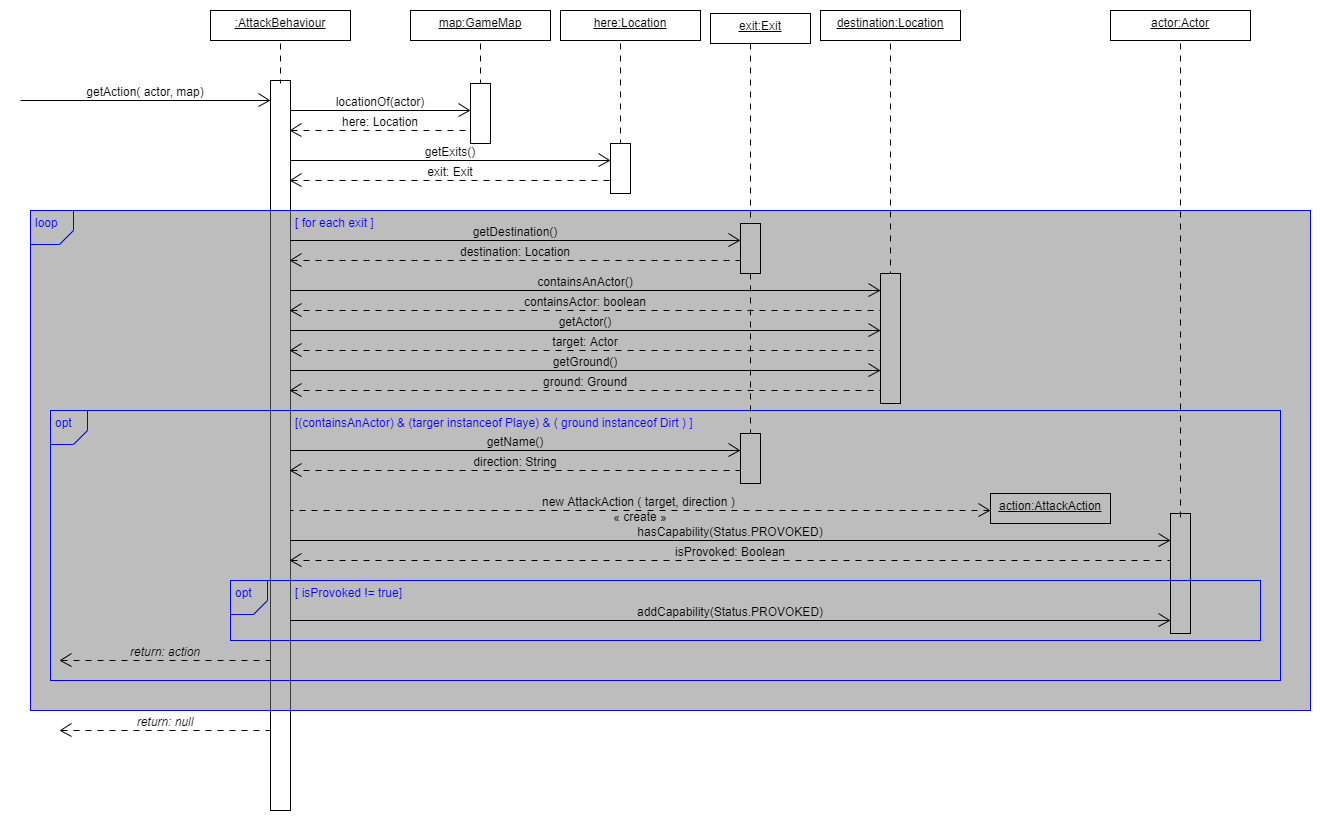 :AttackBehaviour
map:GameMap
here:Location
exit:Exit
destination:Location
actor:Actor
getAction( actor, map)
locationOf(actor)
here: Location
getExits()
exit: Exit
loop
[ for each exit ]
getDestination()
destination: Location
containsAnActor()
containsActor: boolean
getActor()
target: Actor
getGround()
ground: Ground
opt
[(containsAnActor) & (targer instanceof Playe) & ( ground instanceof Dirt ) ]
getName()
direction: String
new AttackAction ( target, direction )
« create »
action:AttackAction
hasCapability(Status.PROVOKED)
isProvoked: Boolean
opt
[ isProvoked != true]
addCapability(Status.PROVOKED)
return: action
return: null